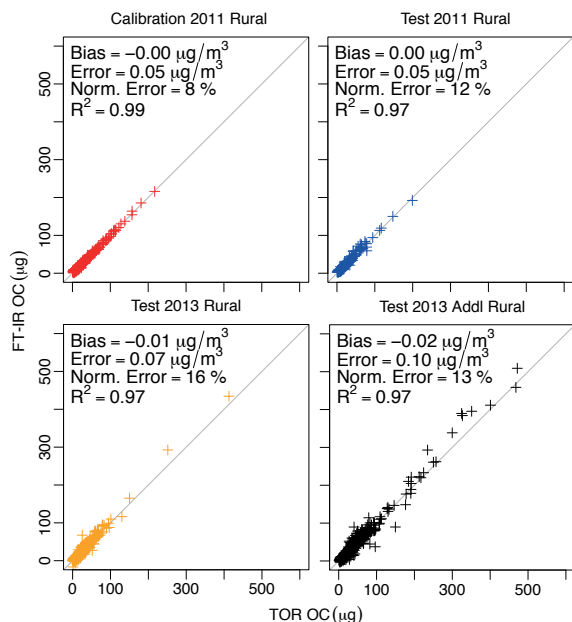 Calibration 2011 Rural
Test 2011 Rural
Bias = −0.00 μg/m³
Error = 0.05 μg/m³
Norm. Error = 8 %
R² = 0.99
Bias = 0.00 μg/m³
Error = 0.05 μg/m³
Norm. Error = 12 %
R² = 0.97
500
300
100
0
Test 2013 Rural
Test 2013 Addl Rural
Bias = −0.01 μg/m³
Error = 0.07 μg/m³
Norm. Error = 16 %
R² = 0.97
Bias = −0.02 μg/m³
Error = 0.10 μg/m³
Norm. Error = 13 %
R² = 0.97
500
300
100
0
0 100 300 500
0 100 300 500
FT-IR OC (μg)
TOR OC (μg)